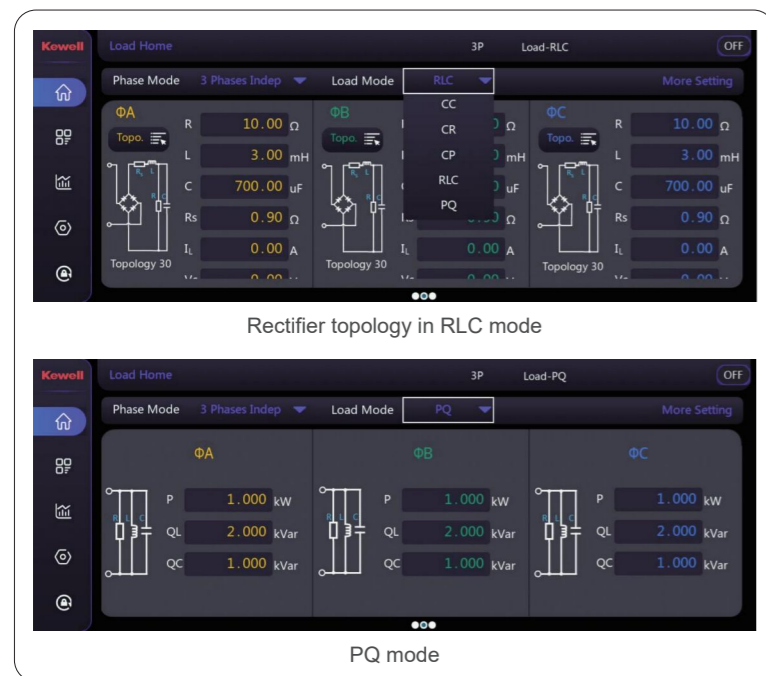 Kewell Load Home 3P Load-RLC OFF
Phase Mode 3 Phases Indep Load Mode RLC More Setting
CC
CR
CP
RLC
PQ
ΦA
Topo.
R 10.00 Ω
L 3.00 mH
C 700.00 uF
Rs 0.90 Ω
IL 0.00 A
Rs L
R C
Topology 30
ΦB
Topo.
Ω
mH
uF
Ω
IL 0.00 A
Rs L
R C
Topology 30
ΦC
Topo.
R 10.00 Ω
L 3.00 mH
C 700.00 uF
Rs 0.90 Ω
IL 0.00 A
Rs L
R C
Topology 30
Rectifier topology in RLC mode
Kewell Load Home 3P Load-PQ OFF
Phase Mode 3 Phases Indep Load Mode PQ More Setting
ΦA
R L C
P 1.000 kW
QL 2.000 kVar
QC 1.000 kVar
ΦB
R L C
P 1.000 kW
QL 2.000 kVar
QC 1.000 kVar
ΦC
R L C
P 1.000 kW
QL 2.000 kVar
QC 1.000 kVar
PQ mode